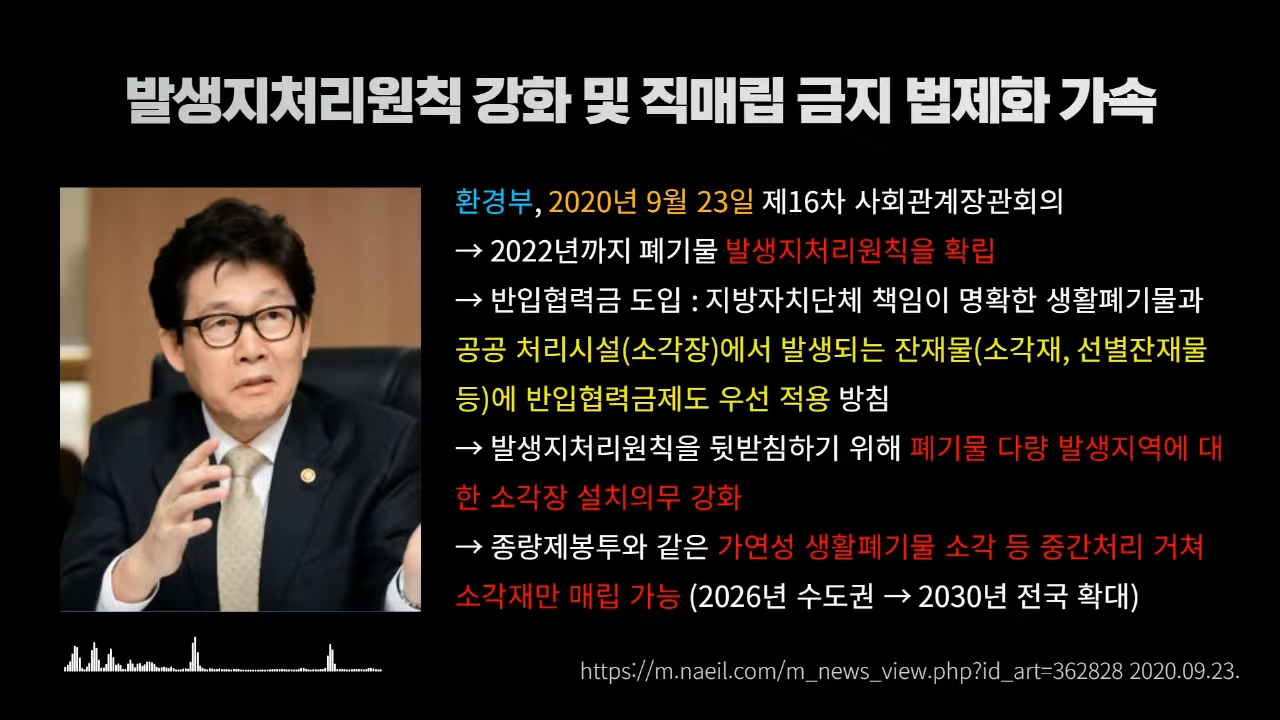 발생지처리원칙 강화 및 직매립 금지 법제화 가속
환경부, 2020년 9월 23일 제16차 사회관계장관회의
→ 2022년까지 폐기물 발생지처리원칙을 확립
→ 반입협력금 도입 : 지방자치단체 책임이 명확한 생활폐기물과
공공 처리시설(소각장)에서 발생되는 잔재물(소각재, 선별잔재물
등)에 반입협력금제도 우선 적용 방침
→ 발생지처리원칙을 뒷받침하기 위해 폐기물 다량 발생지역에 대
한 소각장 설치의무 강화
→ 종량제봉투와 같은 가연성 생활폐기물 소각 등 중간처리 거쳐
소각재만 매립 가능 (2026년 수도권 → 2030년 전국 확대)
https://m.naeil.com/m_news_view.php?id_art=362828 2020.09.23.